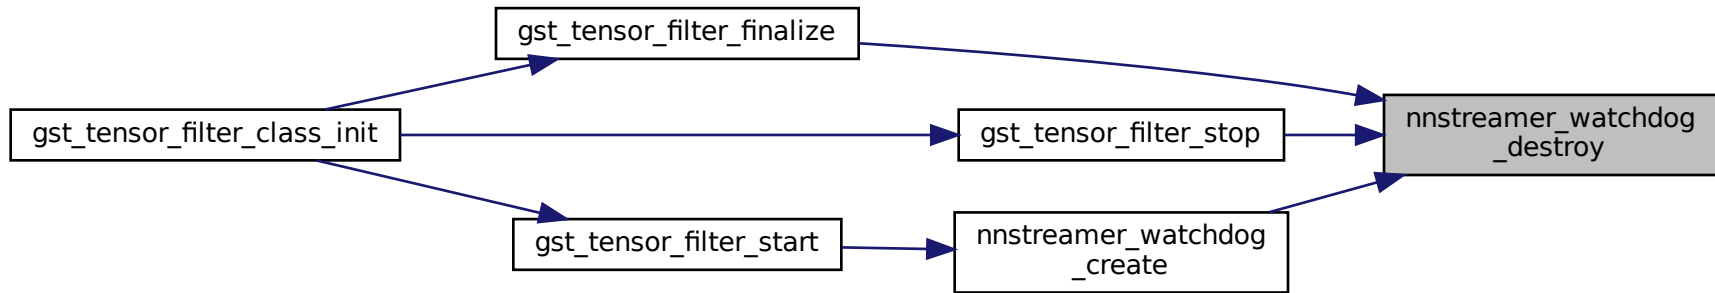 gst_tensor_filter_finalize
gst_tensor_filter_class_init
gst_tensor_filter_stop
nnstreamer_watchdog
_destroy
gst_tensor_filter_start
nnstreamer_watchdog
_create